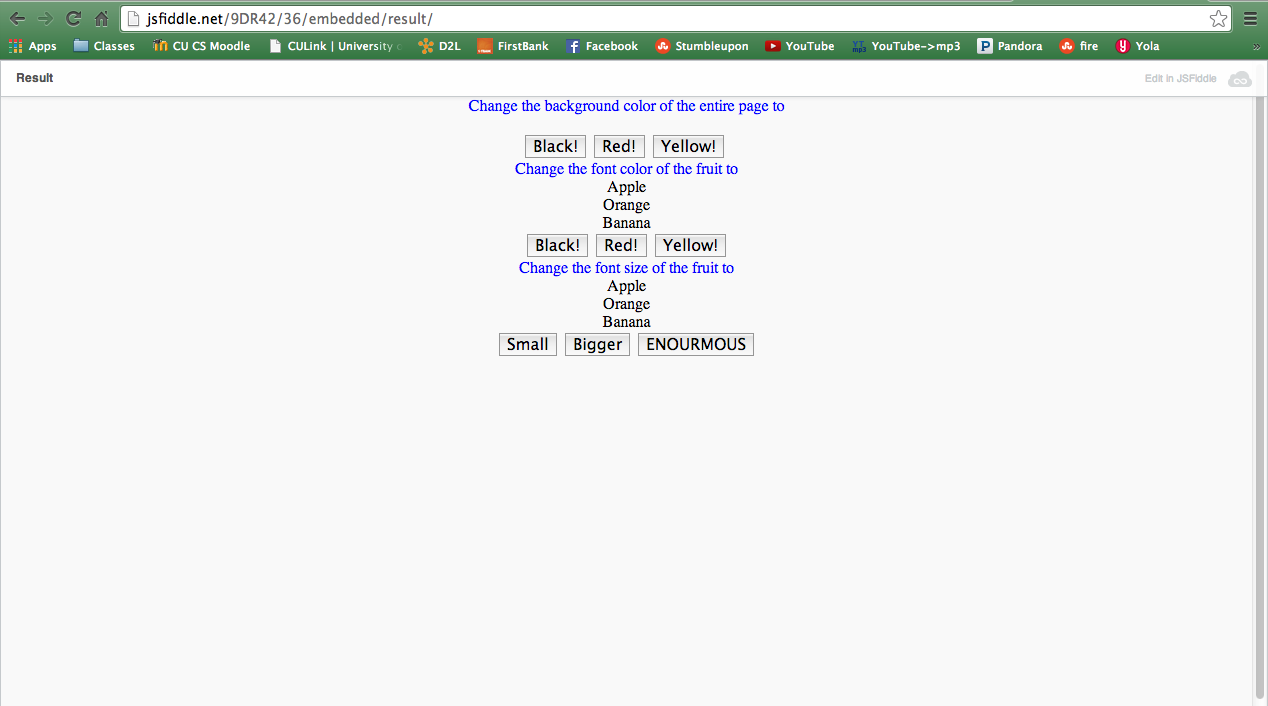 jsfiddle.net/9DR42/36/embedded/result/
Apps Classes CU CS Moodle CULink | University D2L FirstBank Facebook Stumbleupon YouTube YouTube->mp3 Pandora fire Yola »
Result Edit in JSFiddle
Change the background color of the entire page to
Black! Red! Yellow!
Change the font color of the fruit to
Apple
Orange
Banana
Black! Red! Yellow!
Change the font size of the fruit to
Apple
Orange
Banana
Small Bigger ENOURMOUS